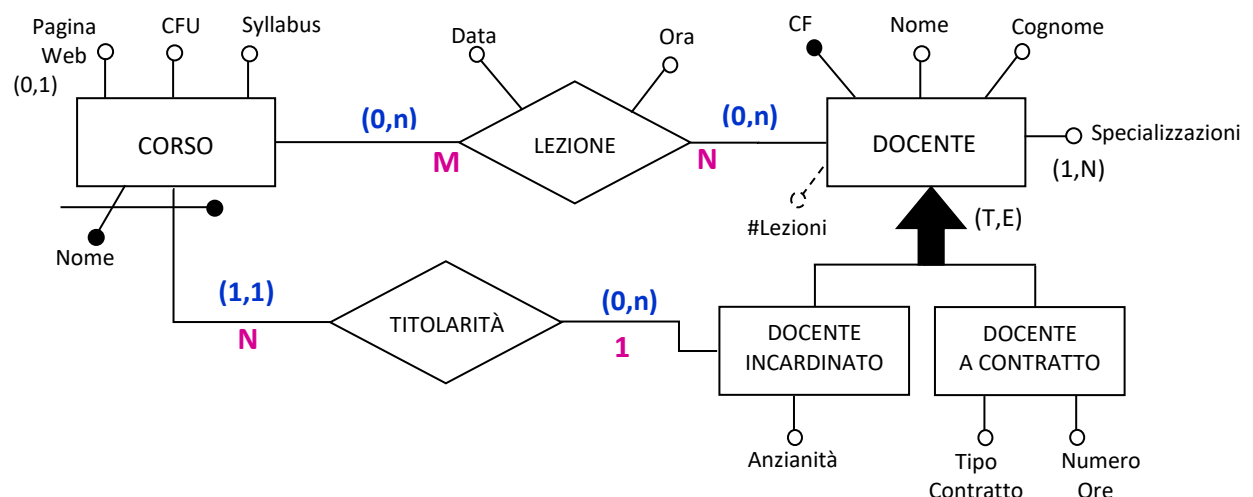 Pagina
Web
(0,1)
CFU
Syllabus
Data
Ora
CF
Nome
Cognome
CORSO
(0,n)
M
LEZIONE
(0,n)
N
DOCENTE
Specializzazioni
(1,N)
#Lezioni
(T,E)
Nome
(1,1)
N
TITOLARITÀ
(0,n)
1
DOCENTE
INCARDINATO
DOCENTE
A CONTRATTO
Anzianità
Tipo
Contratto
Numero
Ore